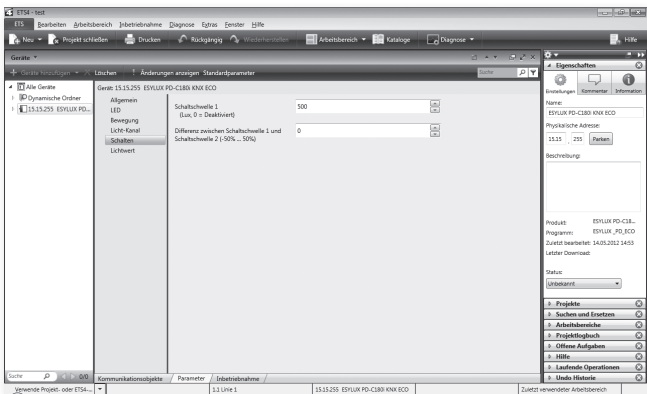 ETS4 - test
ETS Bearbeiten Arbeitsbereich Inbetriebnahme Diagnose Extras Fenster Hilfe
Neu Projekt schließen Drucken Rückgängig Wiederherstellen Arbeitsbereich Kataloge Diagnose Hilfe
Geräte
Geräte hinzufügen Löschen ! Änderungen anzeigen Standardparameter Suche
Alle Geräte
Dynamische Ordner
15.15.255 ESYLUX PD...
Gerät: 15.15.255 ESYLUX PD-C180i KNX ECO
Allgemein
LED
Bewegung
Licht-Kanal
Schalten
Lichtwert
Schaltschwelle 1
(Lux, 0 = Deaktiviert)
500
Differenz zwischen Schaltschwelle 1 und
Schaltschwelle 2 (-50% ... 50%)
0
Eigenschaften
Einstellungen Kommentar Information
Name:
ESYLUX PD-C180i KNX ECO
Physikalische Adresse:
15.15 . 255 Parken
Beschreibung:
Produkt: ESYLUX PD-C18...
Programm: ESYLUX _PD_ECO
Zuletzt bearbeitet: 14.05.2012 14:53
Letzter Download:
Status:
Unbekannt
Projekte
Suchen und Ersetzen
Arbeitsbereiche
Projektlogbuch
Offene Aufgaben
Hilfe
Laufende Operationen
Undo Historie
Suche 0/0
Kommunikationsobjekte Parameter Inbetriebnahme
Verwende Projekt- oder ETS4-... 1.1 Linie 1 15.15.255 ESYLUX PD-C180i KNX ECO Zuletzt verwendeter Arbeitsbereich